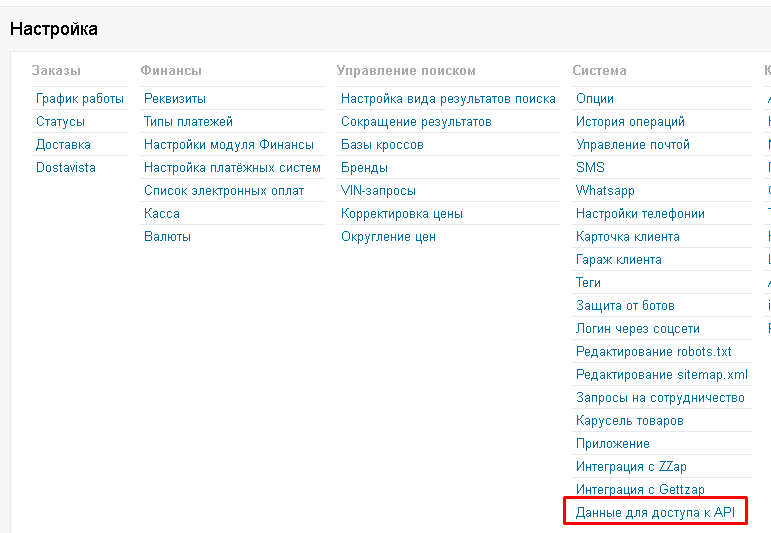 Настройка
Заказы
График работы
Статусы
Доставка
Dostavista
Финансы
Реквизиты
Типы платежей
Настройки модуля Финансы
Настройка платёжных систем
Список электронных оплат
Касса
Валюты
Управление поиском
Настройка вида результатов поиска
Сокращение результатов
Базы кроссов
Бренды
VIN-запросы
Корректировка цены
Округление цен
Система
Опции
История операций
Управление почтой
SMS
Whatsapp
Настройки телефонии
Карточка клиента
Гараж клиента
Теги
Защита от ботов
Логин через соцсети
Редактирование robots.txt
Редактирование sitemap.xml
Запросы на сотрудничество
Карусель товаров
Приложение
Интеграция с ZZap
Интеграция с Gettzap
Данные для доступа к API